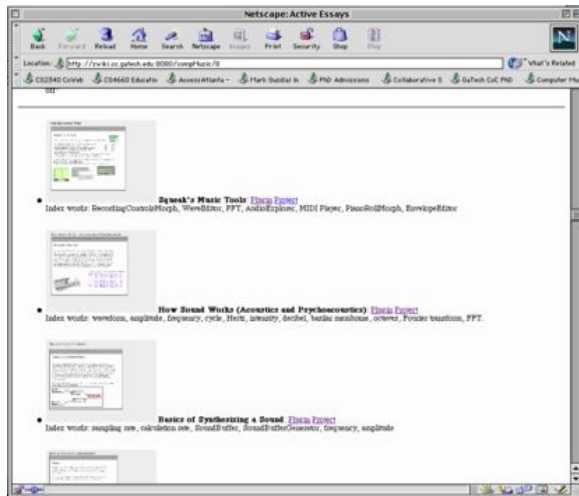 Netscape: Active Essays
Back Forward Reload Home Search Netscape Images Print Security Shop Stop
Location: http://swiki.cc.gatech.edu:8080/compMusic/8 What's Related
CS2340 CoWeb CS4660 Educatio AccessAtlanta - Mark Guzdial in PhD Admissions Collaborative S GaTech CoC PhD Computer Mu
off"
Squeak's Music Tools: Plugin Project
Index words: RecordingControlsMorph, WaveEditor, FFT, AudioExplorer, MIDI Player, PianoRollMorph, EnvelopeEditor
How Sound Works (Acoustics and Psychoacoustics): Plugin Project
Index words: waveform, amplitude, frequency, cycle, Hertz, intensity, decibel, basilar membrane, octaves, Fourier transform, FFT.
Basics of Synthesizing a Sound: Plugin Project
Index words: sampling rate, calculation rate, SoundBuffer, SoundBufferGenerator, frequency, amplitude